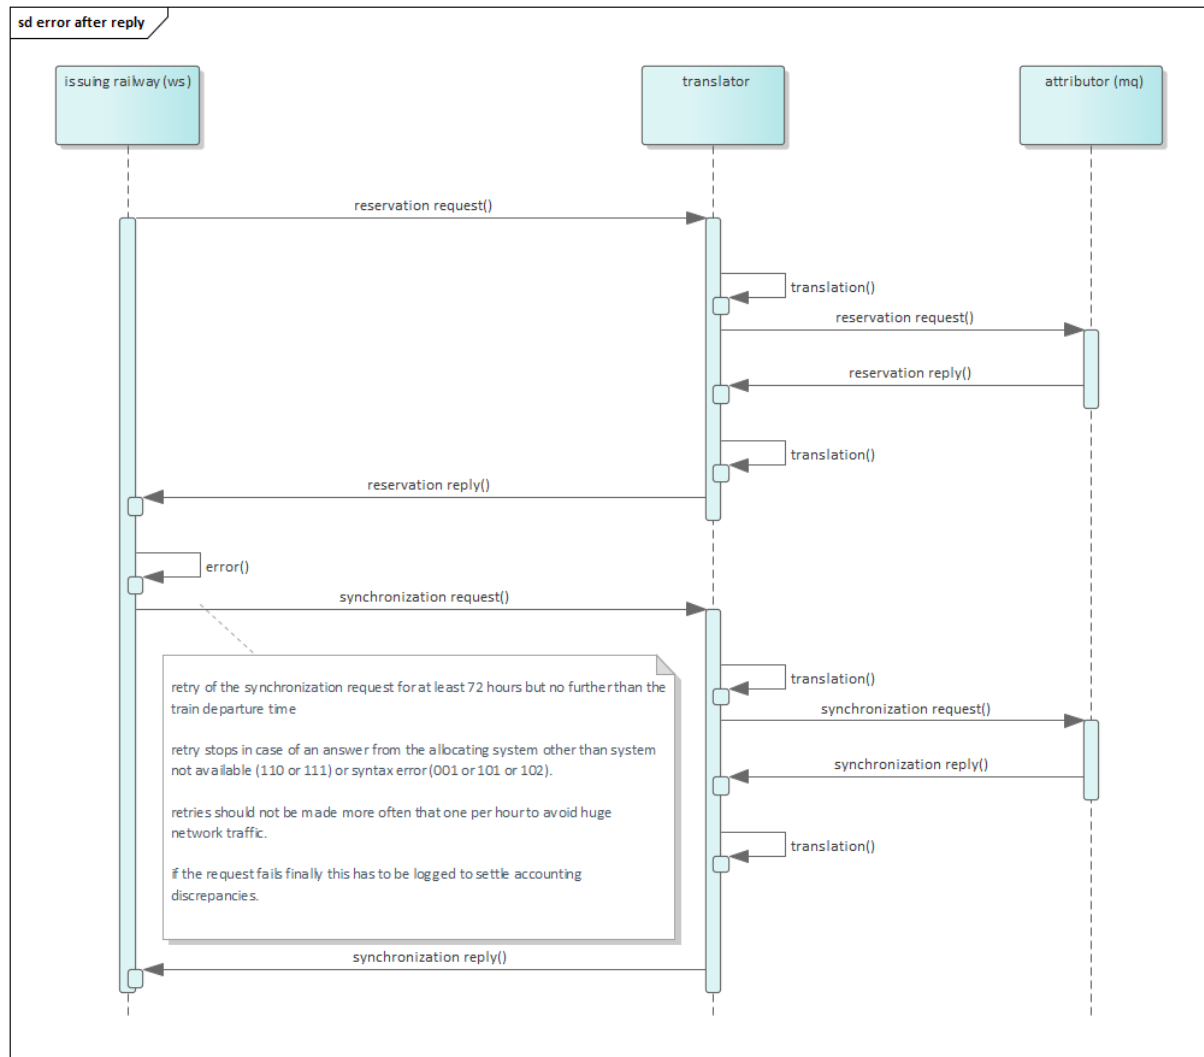 sd error after reply
issuing railway (ws)
translator
attributor (mq)
reservation request()
translation()
reservation request()
reservation reply()
translation()
reservation reply()
error()
synchronization request()
retry of the synchronization request for at least 72 hours but no further than the
train departure time
retry stops in case of an answer from the allocating system other than system
not available (110 or 111) or syntax error (001 or 101 or 102).
retries should not be made more often that one per hour to avoid huge
network traffic.
if the request fails finally this has to be logged to settle accounting
discrepancies.
translation()
synchronization request()
synchronization reply()
translation()
synchronization reply()